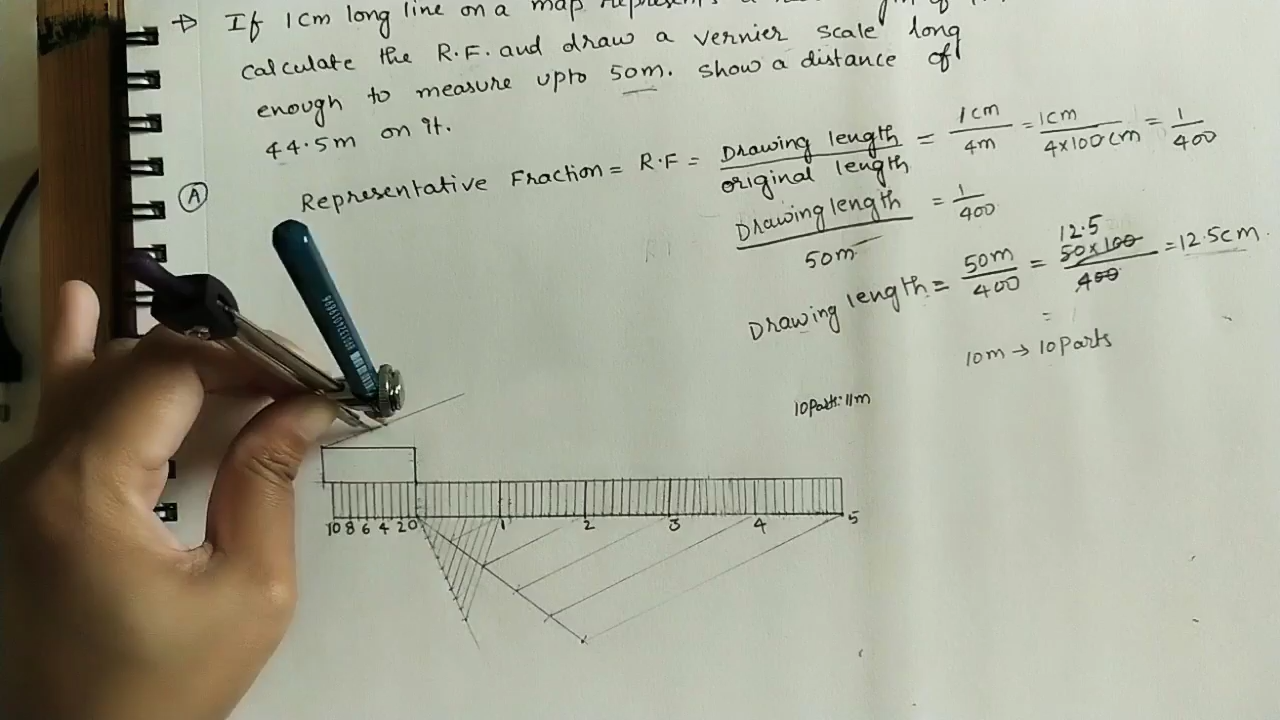 → If 1cm long line on a map represents a
calculate the R.F. and draw a vernier scale long
enough to measure upto 50m. Show a distance of
44.5m on it.
A Representative Fraction = R.F = Drawing length / original length = 1cm / 4m = 1cm / 4x100cm = 1 / 400
Drawing length / 50m = 1 / 400
Drawing length = 50m / 400 = 12.5 50x100 / 400 = 12.5cm.
=
10m → 10Parts
10Parts: 11m
10 8 6 4 2 0 1 2 3 4 5